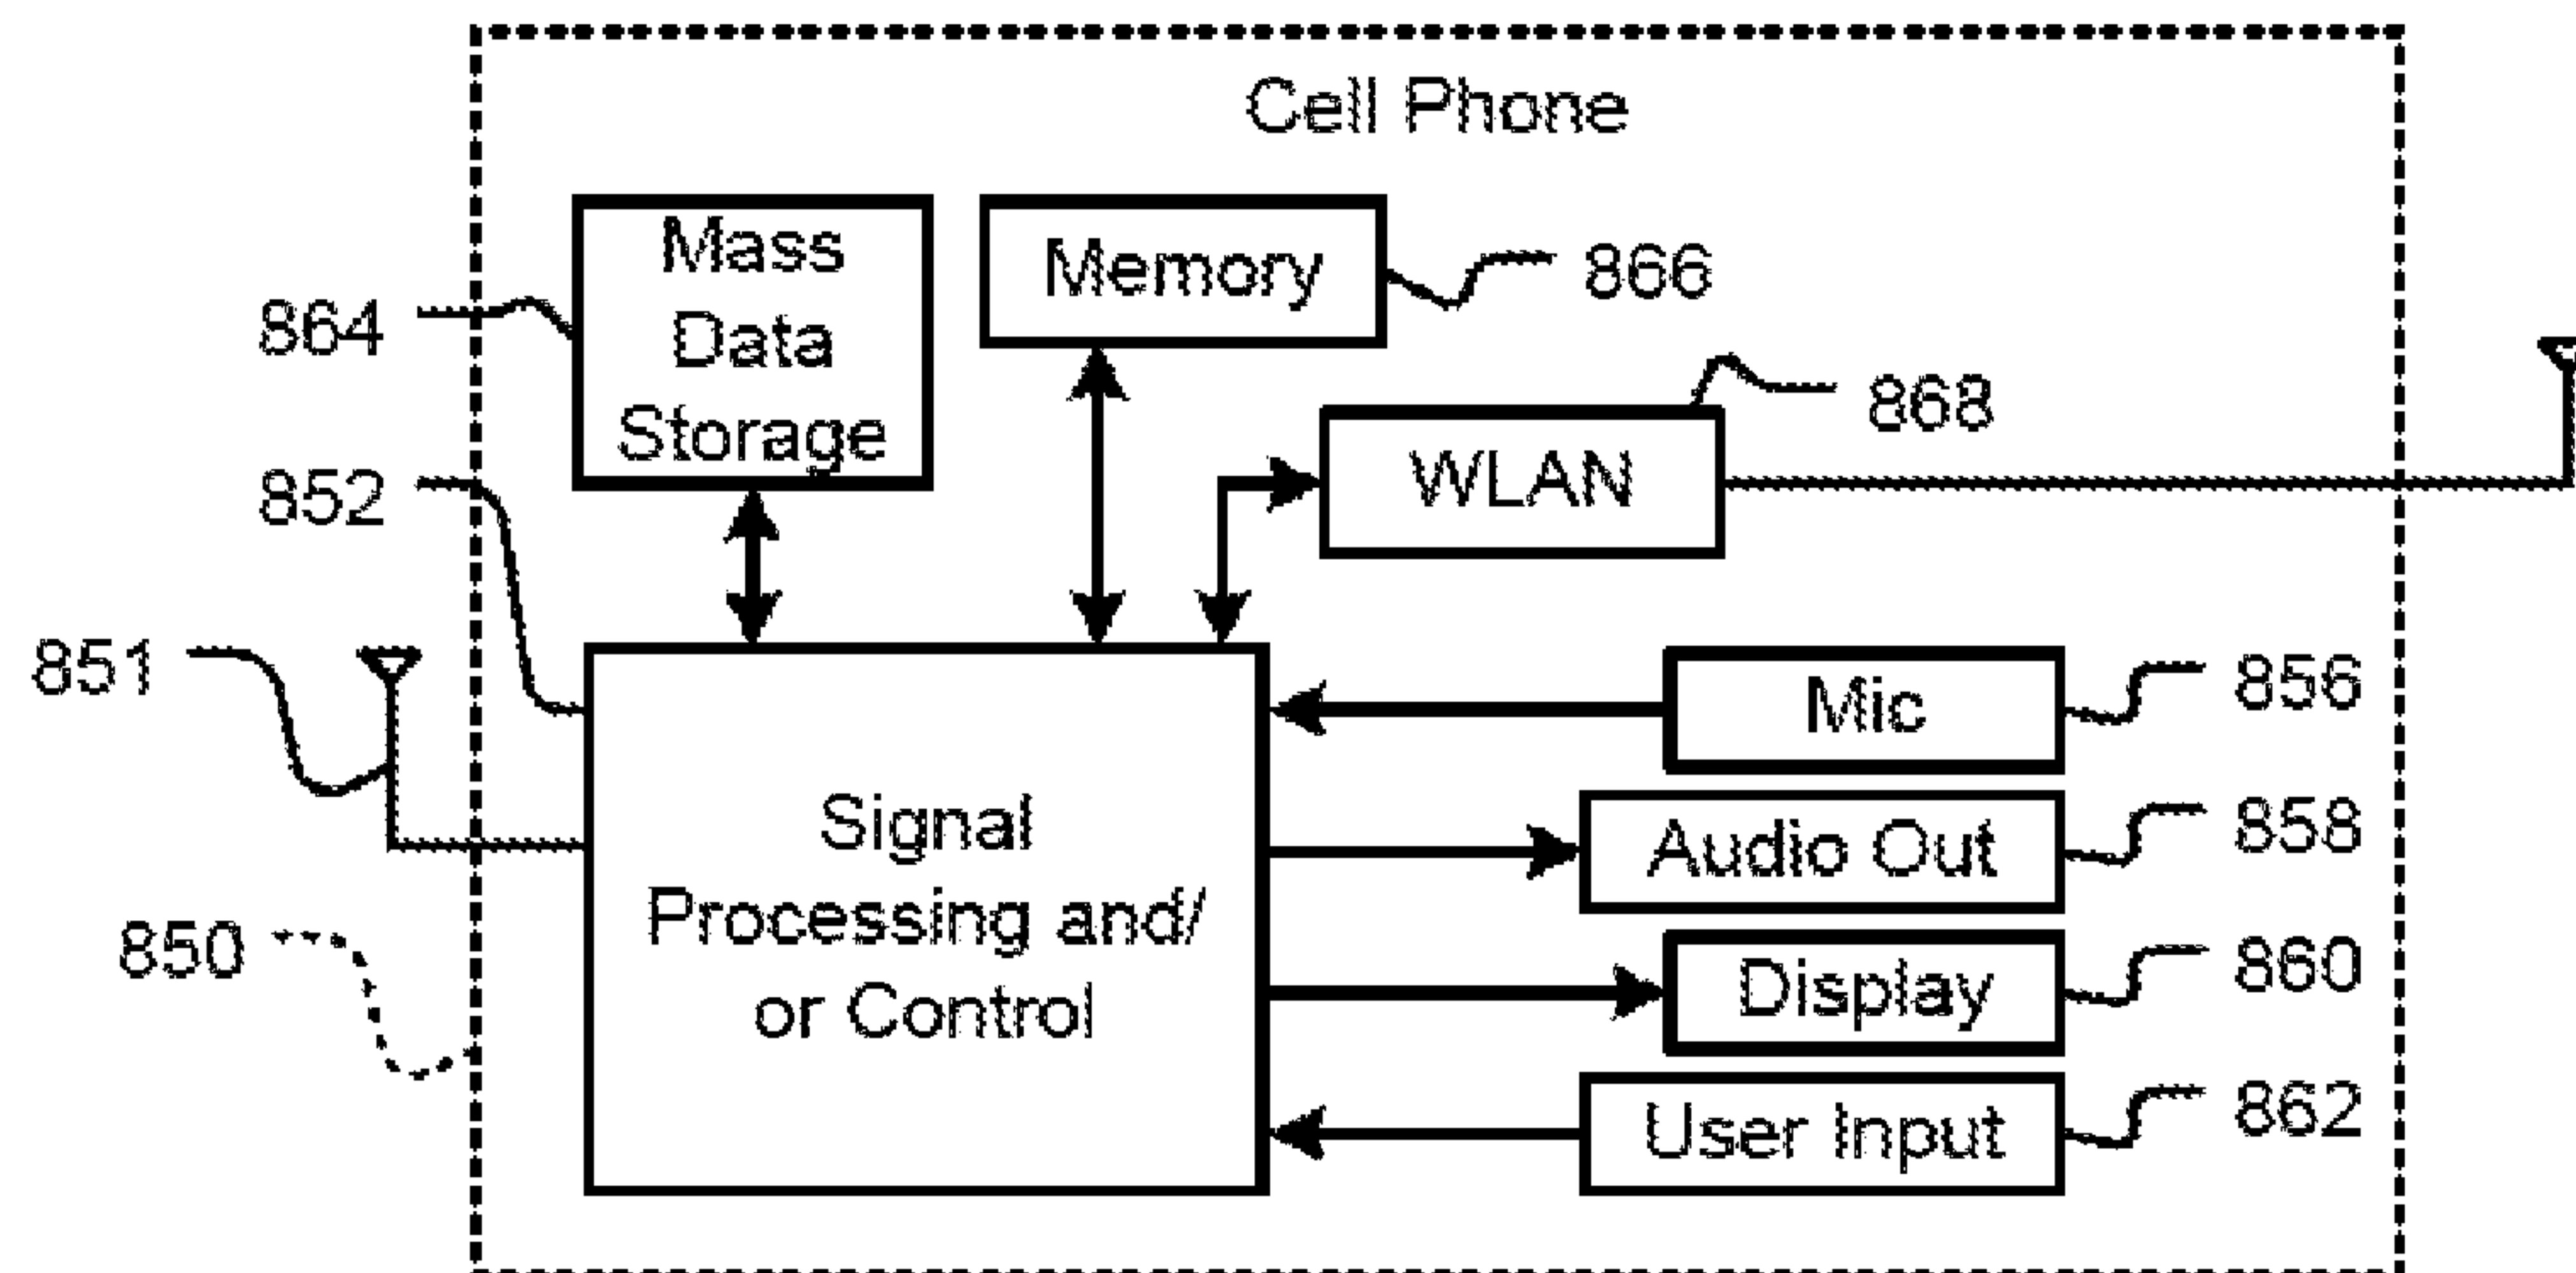 Cell Phone
Mass
Data
Storage
Memory
866
864
868
WLAN
852
851
Mic
856
Signal
Processing and/
or Control
Audio Out
858
850
Display
860
User Input
862